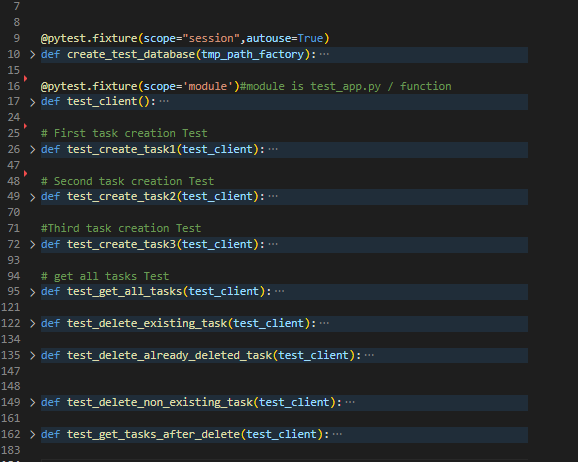 7
8
9 @pytest.fixture(scope="session",autouse=True)
10 > def create_test_database(tmp_path_factory):···
15
16 @pytest.fixture(scope='module')#module is test_app.py / function
17 > def test_client():···
24
25 # First task creation Test
26 > def test_create_task1(test_client):···
47
48 # Second task creation Test
49 > def test_create_task2(test_client):···
70
71 #Third task creation Test
72 > def test_create_task3(test_client):···
93
94 # get all tasks Test
95 > def test_get_all_tasks(test_client):···
121
122 > def test_delete_existing_task(test_client):···
134
135 > def test_delete_already_deleted_task(test_client):···
147
148
149 > def test_delete_non_existing_task(test_client):···
161
162 > def test_get_tasks_after_delete(test_client):···
183